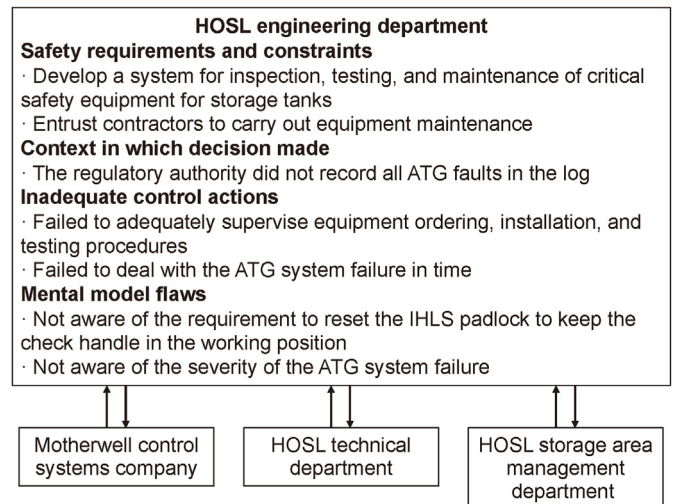 HOSL engineering department
Safety requirements and constraints
· Develop a system for inspection, testing, and maintenance of critical
safety equipment for storage tanks
· Entrust contractors to carry out equipment maintenance
Context in which decision made
· The regulatory authority did not record all ATG faults in the log
Inadequate control actions
· Failed to adequately supervise equipment ordering, installation, and
testing procedures
· Failed to deal with the ATG system failure in time
Mental model flaws
· Not aware of the requirement to reset the IHLS padlock to keep the
check handle in the working position
· Not aware of the severity of the ATG system failure
Motherwell control
systems company
HOSL technical
department
HOSL storage area
management
department